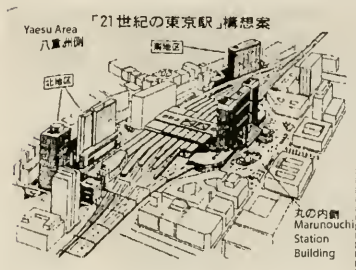 「21世紀の東京駅」構想案
Yaesu Area
八重洲側
南地区
北地区
丸の内側
Marunouchi
Station
Building